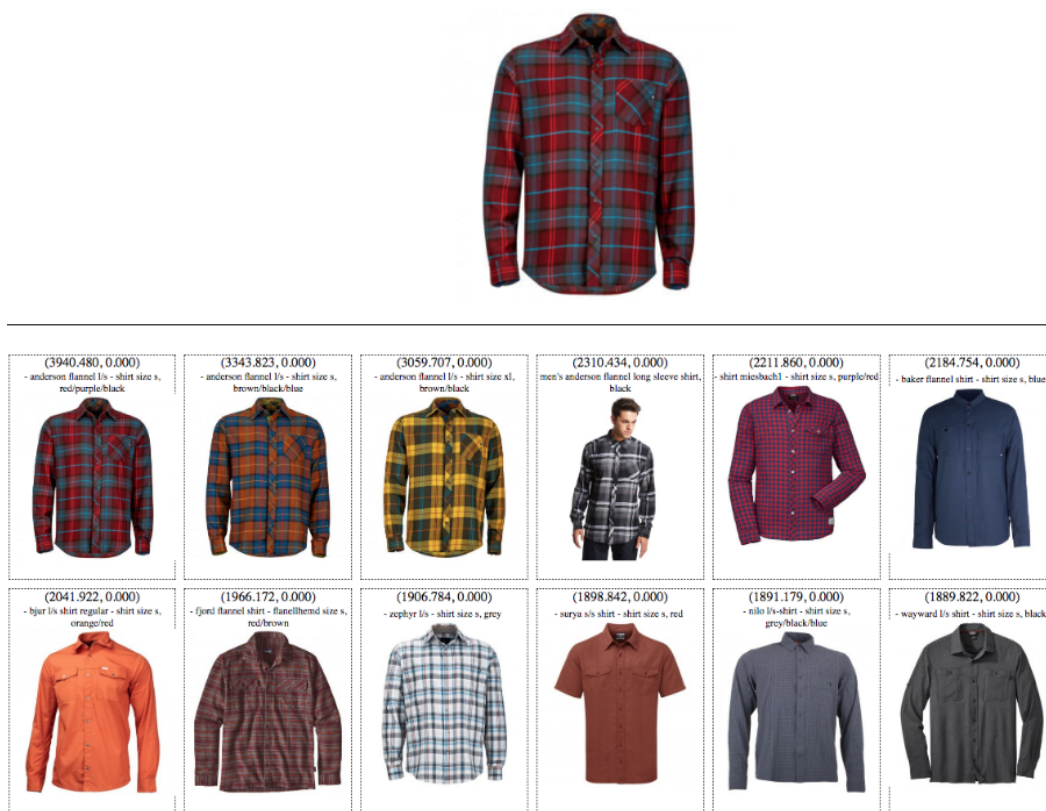 (3940.480, 0.000)
- anderson flannel l/s - shirt size s,
red/purple/black
(3343.823, 0.000)
- anderson flannel l/s - shirt size s,
brown/black/blue
(3059.707, 0.000)
- anderson flannel l/s - shirt size xl,
brown/black
(2310.434, 0.000)
men's anderson flannel long sleeve shirt,
black
(2211.860, 0.000)
- shirt miesbach1 - shirt size s, purple/red
(2184.754, 0.000)
- baker flannel shirt - shirt size s, blue
(2041.922, 0.000)
- bjur l/s shirt regular - shirt size s,
orange/red
(1966.172, 0.000)
- fjord flannel shirt - flanellhemd size s,
red/brown
(1906.784, 0.000)
- zephyr l/s - shirt size s, grey
(1898.842, 0.000)
- surya s/s shirt - shirt size s, red
(1891.179, 0.000)
- nilo l/s-shirt - shirt size s,
grey/black/blue
(1889.822, 0.000)
- wayward l/s shirt - shirt size s, black